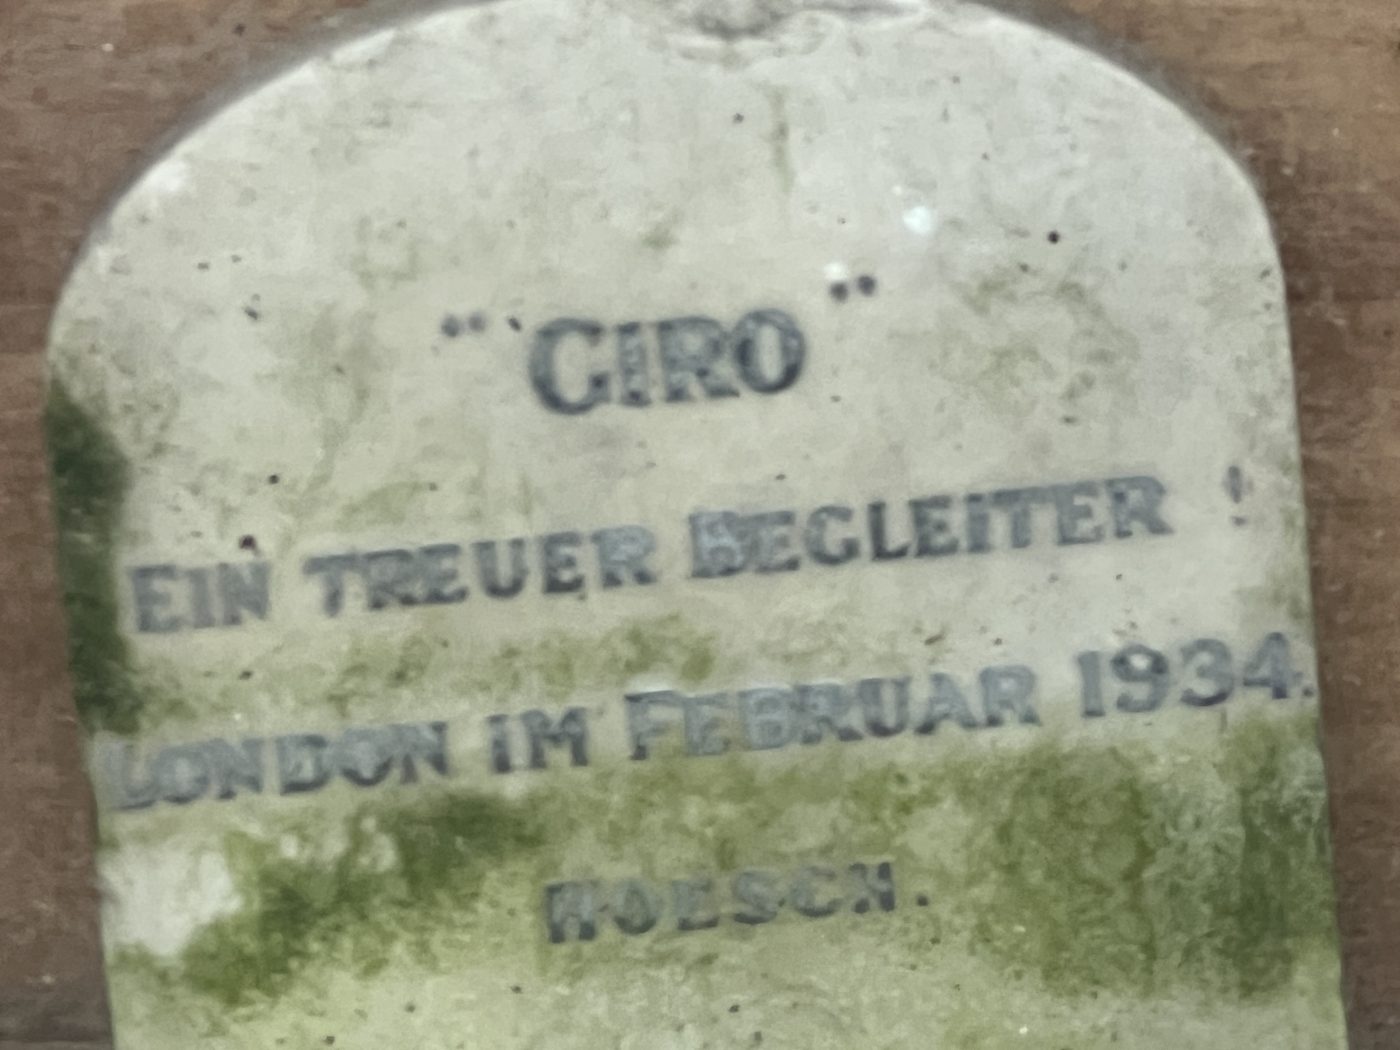 "GIRO"
EIN TREUER BEGLEITER !
LONDON IM FEBRUAR 1934.
HOESCH.